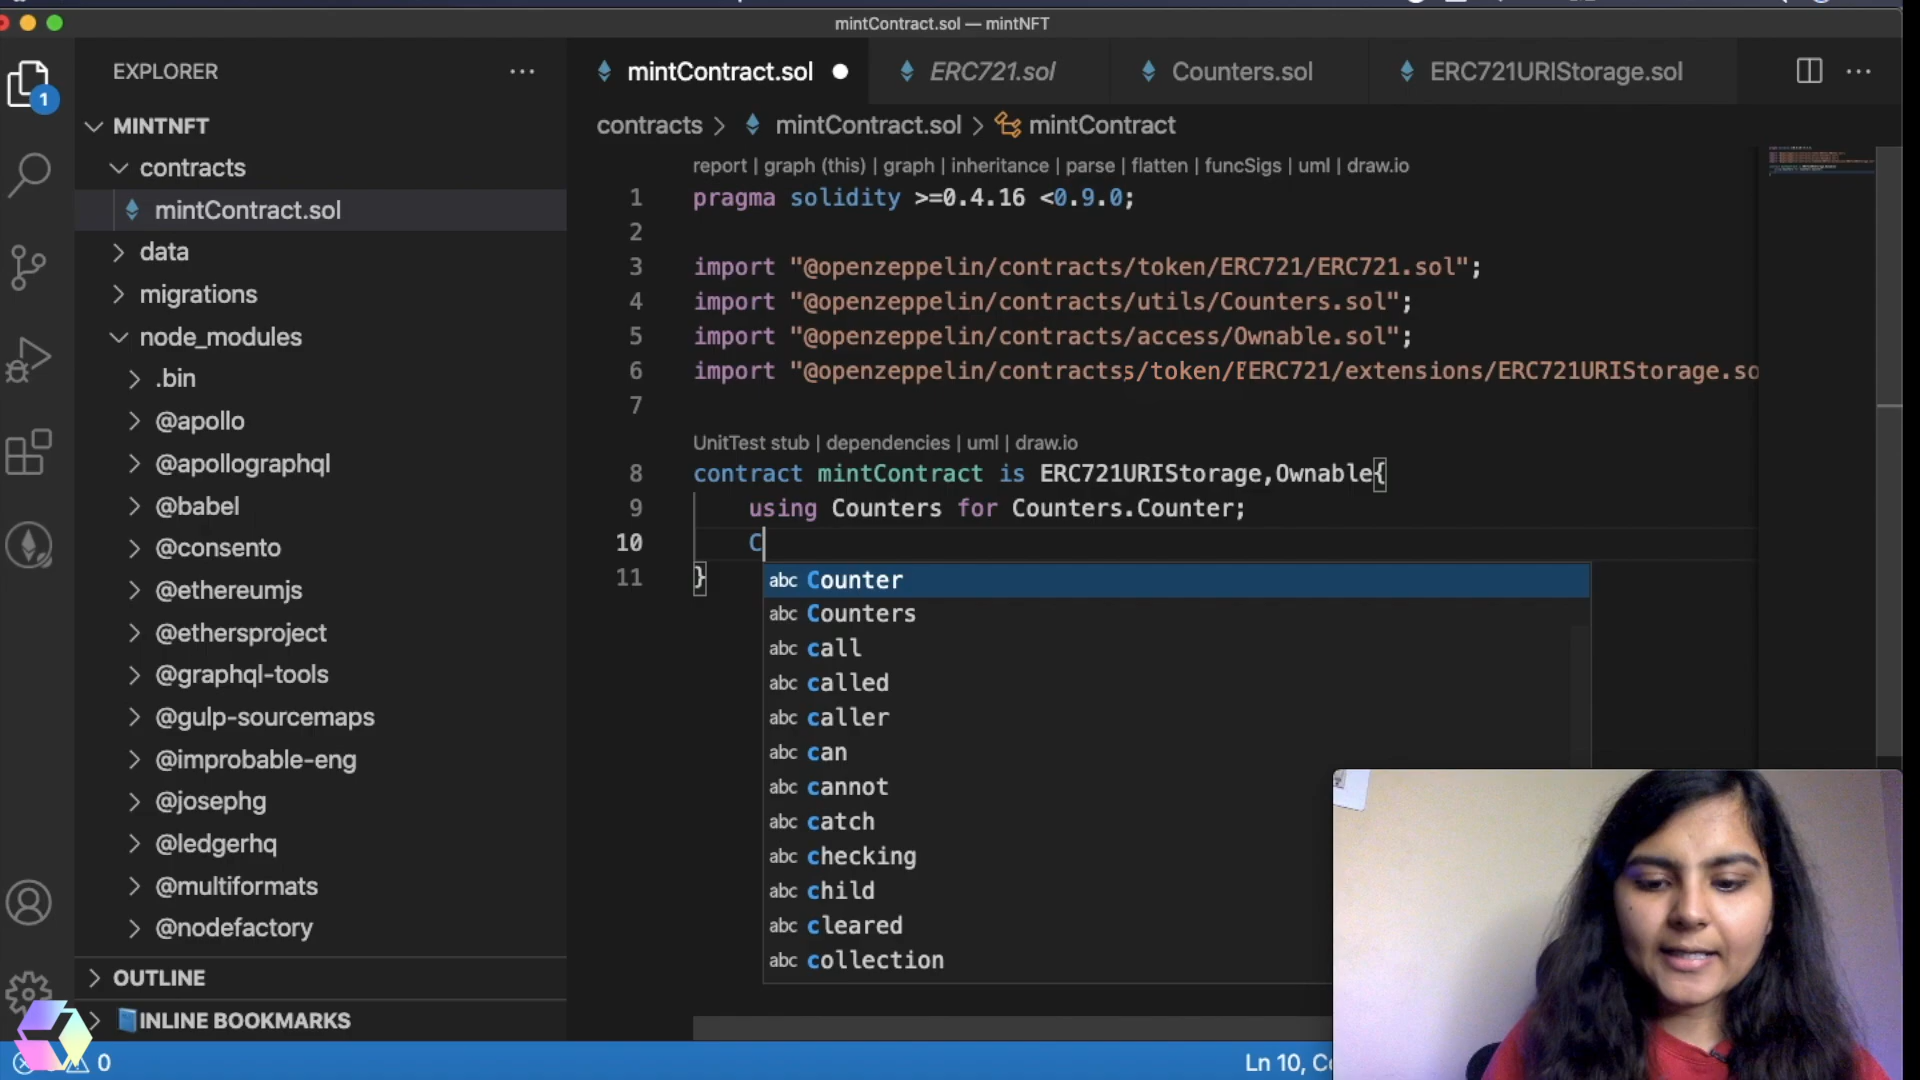 mintContract.sol — mintNFT
EXPLORER
mintContract.sol
ERC721.sol
Counters.sol
ERC721URIStorage.sol
1
MINTNFT
contracts
mintContract.sol
data
migrations
node_modules
.bin
@apollo
@apollographql
@babel
@consento
@ethereumjs
@ethersproject
@graphql-tools
@gulp-sourcemaps
@improbable-eng
@josephg
@ledgerhq
@multiformats
@nodefactory
OUTLINE
INLINE BOOKMARKS
contracts > mintContract.sol > mintContract
report | graph (this) | graph | inheritance | parse | flatten | funcSigs | uml | draw.io
1 pragma solidity >=0.4.16 <0.9.0;
2
3 import "@openzeppelin/contracts/token/ERC721/ERC721.sol";
4 import "@openzeppelin/contracts/utils/Counters.sol";
5 import "@openzeppelin/contracts/access/Ownable.sol";
6 import "@openzeppelin/contracts/token/ERC721/extensions/ERC721URIStorage.so
7
UnitTest stub | dependencies | uml | draw.io
8 contract mintContract is ERC721URIStorage,Ownable{
9 using Counters for Counters.Counter;
10 C
11 }
abc Counter
abc Counters
abc call
abc called
abc caller
abc can
abc cannot
abc catch
abc checking
abc child
abc cleared
abc collection
0
Ln 10, Co